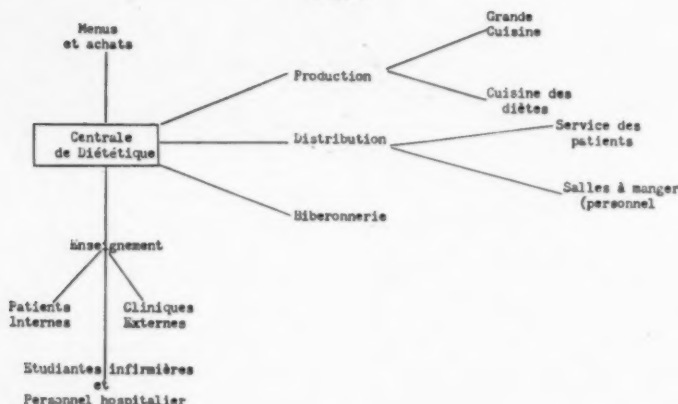 Menus
et achats
Grande
Cuisine
Production
Cuisine des
diètes
Centrale
de Diététique
Distribution
Service des
patients
Salles à manger
(personnel
Biberonnerie
Enseignement
Patients
Internes
Cliniques
Externes
Etudiantes infirmières
et
Personnel hospitalier